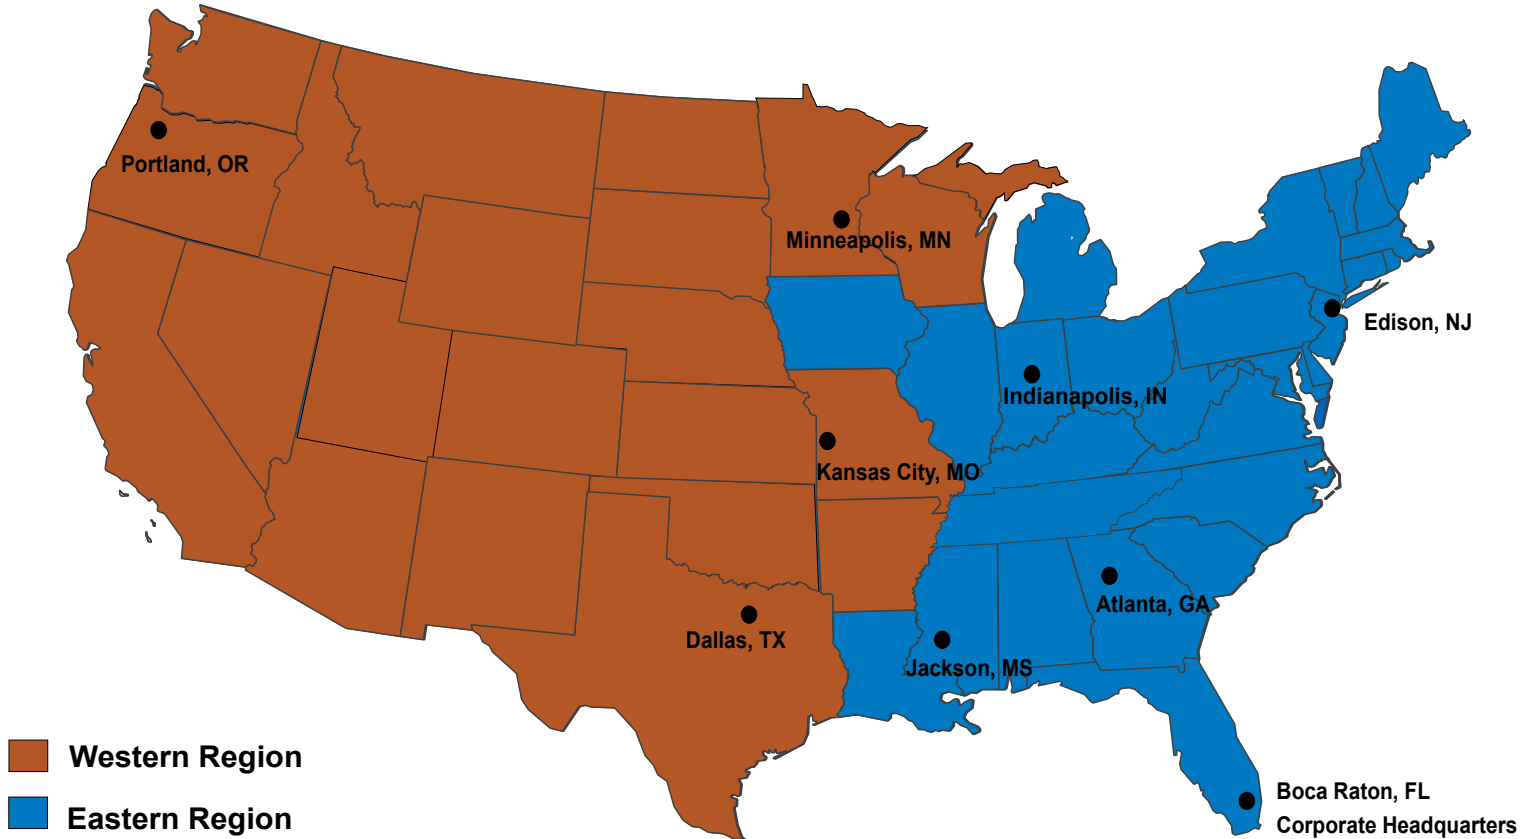 Portland, OR
Minneapolis, MN
Edison, NJ
Indianapolis, IN
Kansas City, MO
Atlanta, GA
Dallas, TX
Jackson, MS
Western Region
Eastern Region
Boca Raton, FL
Corporate Headquarters